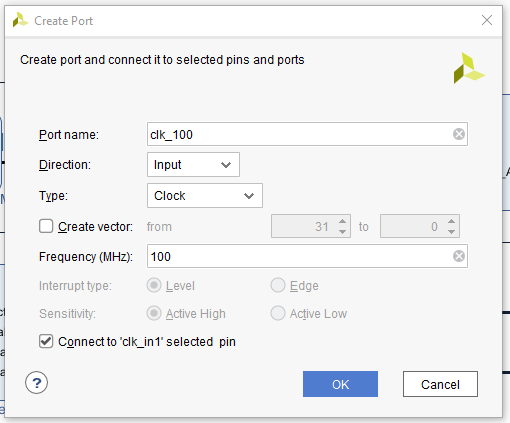 Create Port
Create port and connect it to selected pins and ports
Port name: clk_100
Direction: Input
Type: Clock
Create vector: from 31 to 0
Frequency (MHz): 100
Interrupt type: Level Edge
Sensitivity: Active High Active Low
Connect to 'clk_in1' selected pin
? OK Cancel